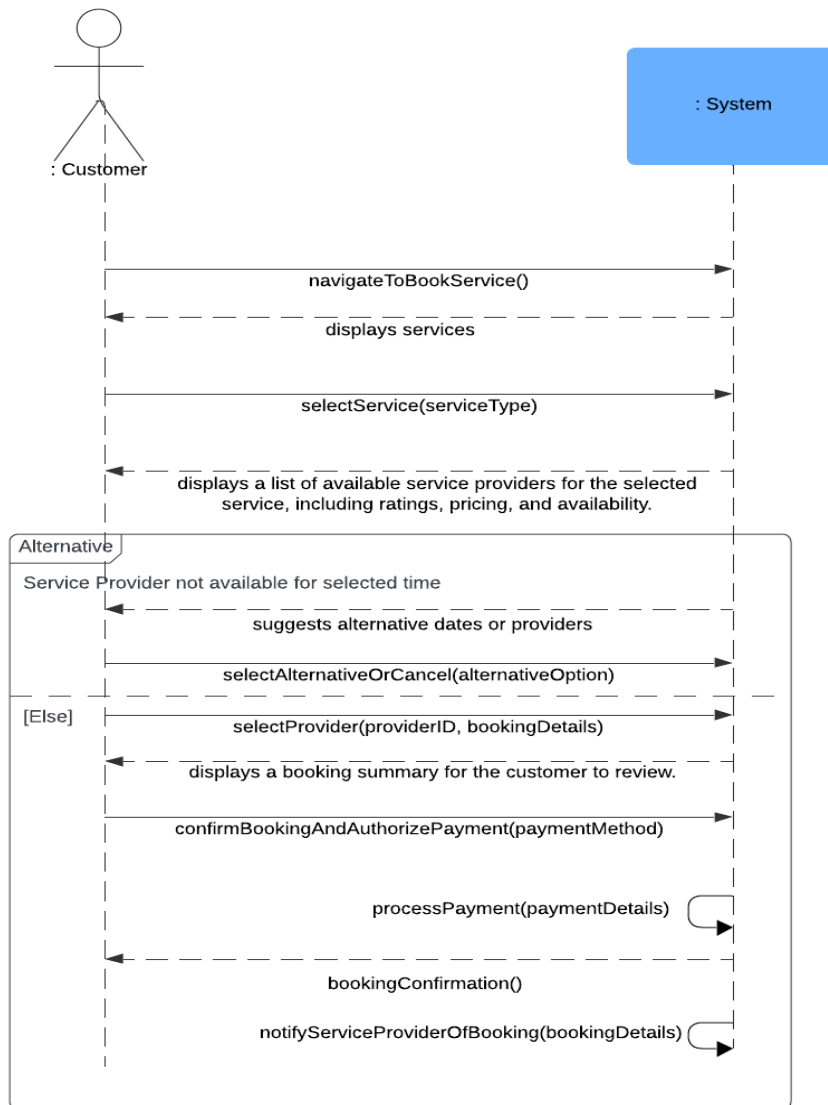 : System
: Customer
navigateToBookService()
displays services
selectService(serviceType)
displays a list of available service providers for the selected
service, including ratings, pricing, and availability.
Alternative
Service Provider not available for selected time
suggests alternative dates or providers
selectAlternativeOrCancel(alternativeOption)
[Else]
selectProvider(providerID, bookingDetails)
displays a booking summary for the customer to review.
confirmBookingAndAuthorizePayment(paymentMethod)
processPayment(paymentDetails)
bookingConfirmation()
notifyServiceProviderOfBooking(bookingDetails)